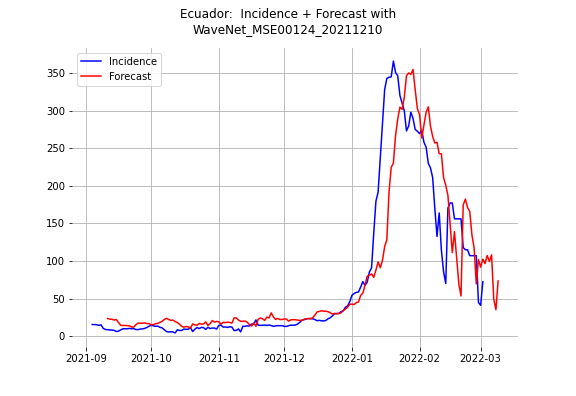 Ecuador:  Incidence + Forecast with
WaveNet_MSE00124_20211210
Incidence
Forecast
350
300
250
200
150
100
50
0
2021-09 2021-10 2021-11 2021-12 2022-01 2022-02 2022-03